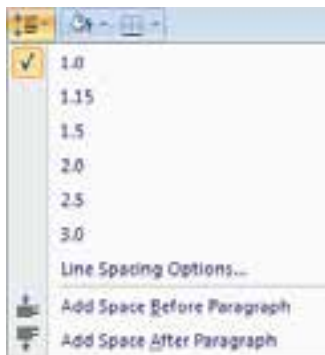 1.0
1.15
1.5
2.0
2.5
3.0
Line Spacing Options...
Add Space Before Paragraph
Add Space After Paragraph